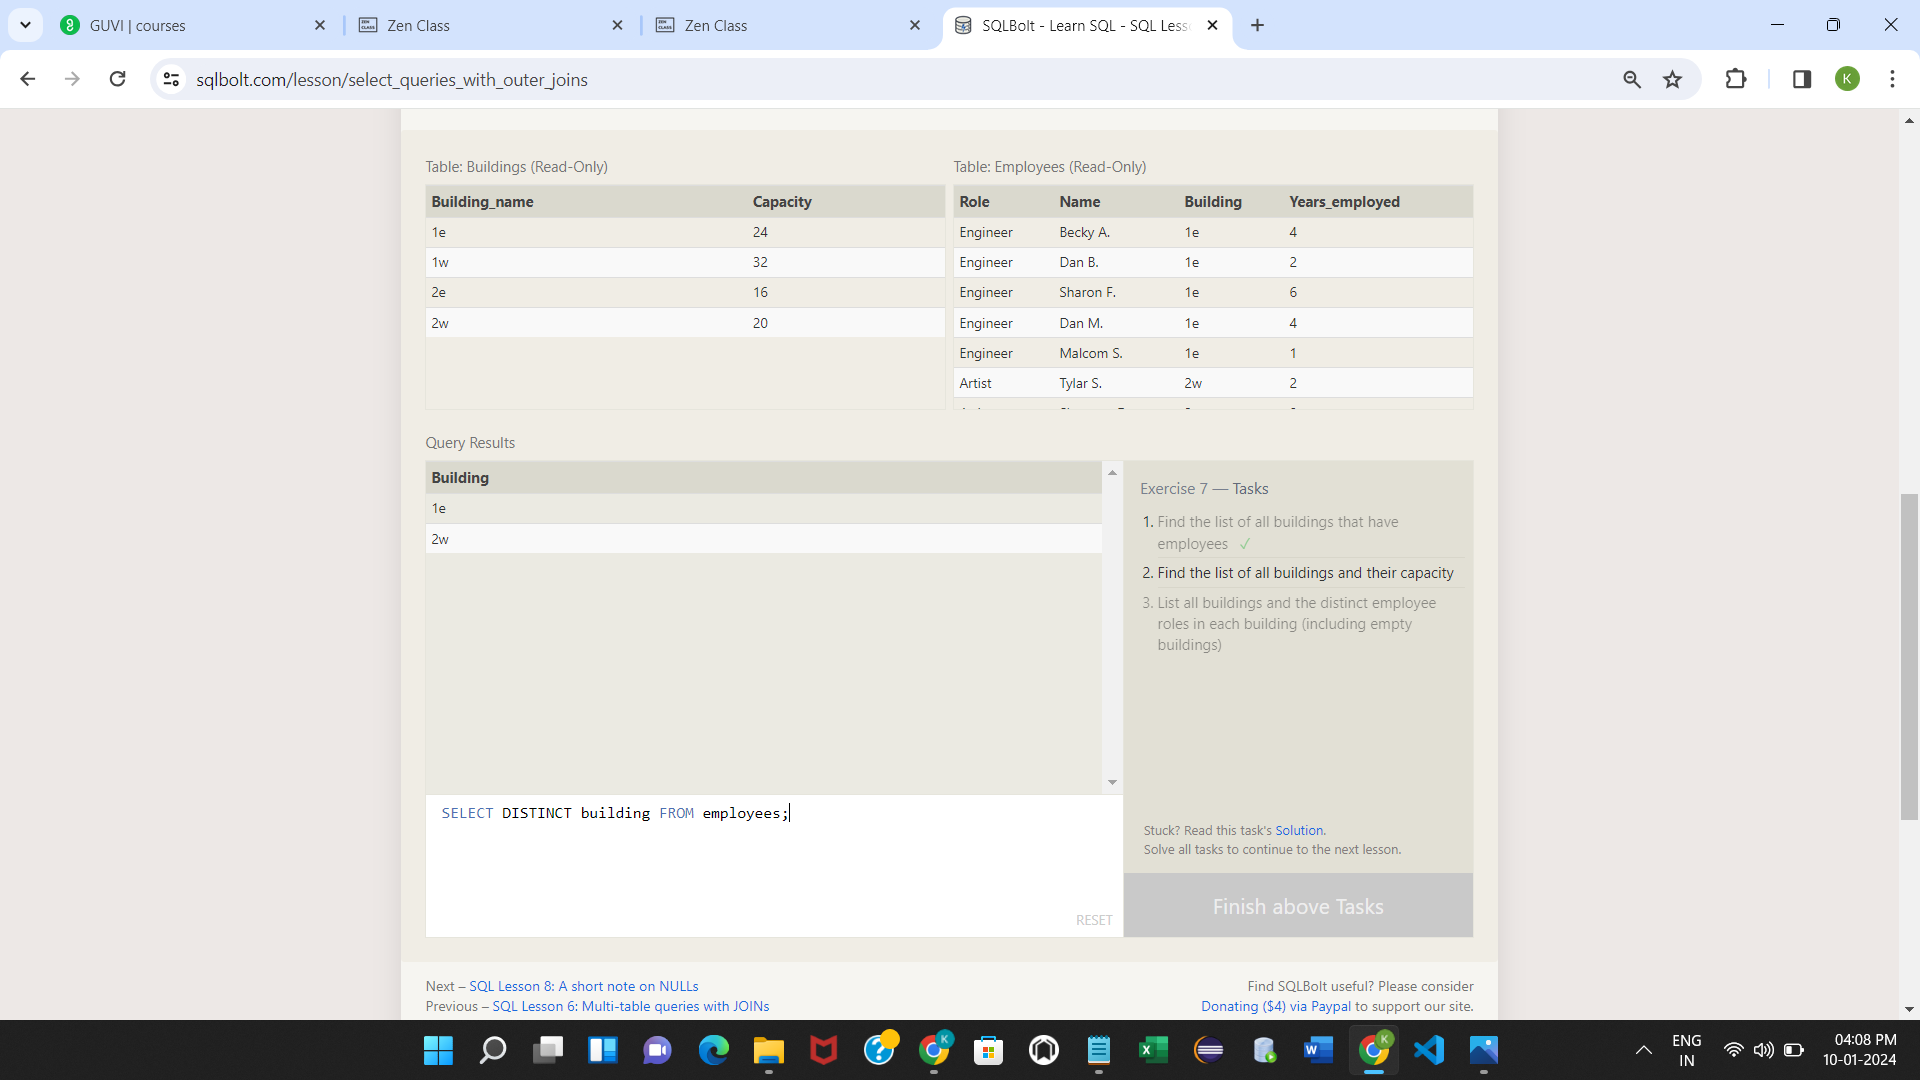 GUVI | courses
Zen Class
Zen Class
SQLBolt - Learn SQL - SQL Less
sqlbolt.com/lesson/select_queries_with_outer_joins
K
Table: Buildings (Read-Only)
Building_name Capacity
1e 24
1w 32
2e 16
2w 20
Table: Employees (Read-Only)
Role Name Building Years_employed
Engineer Becky A. 1e 4
Engineer Dan B. 1e 2
Engineer Sharon F. 1e 6
Engineer Dan M. 1e 4
Engineer Malcom S. 1e 1
Artist Tylar S. 2w 2
Query Results
Building
1e
2w
Exercise 7 — Tasks
1. Find the list of all buildings that have
employees ✓
2. Find the list of all buildings and their capacity
3. List all buildings and the distinct employee
roles in each building (including empty
buildings)
Stuck? Read this task's Solution.
Solve all tasks to continue to the next lesson.
Finish above Tasks
SELECT DISTINCT building FROM employees;
RESET
Next – SQL Lesson 8: A short note on NULLs
Previous – SQL Lesson 6: Multi-table queries with JOINs
Find SQLBolt useful? Please consider
Donating ($4) via Paypal to support our site.
ENG
IN
04:08 PM
10-01-2024